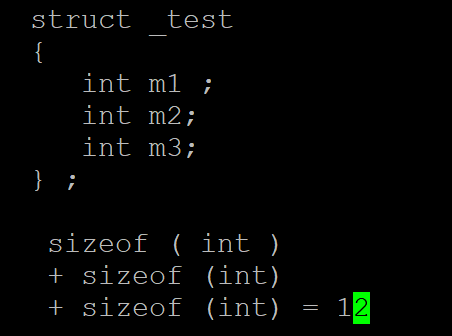 struct _test
{
int m1 ;
int m2;
int m3;
} ;
sizeof ( int )
+ sizeof (int)
+ sizeof (int) = 12